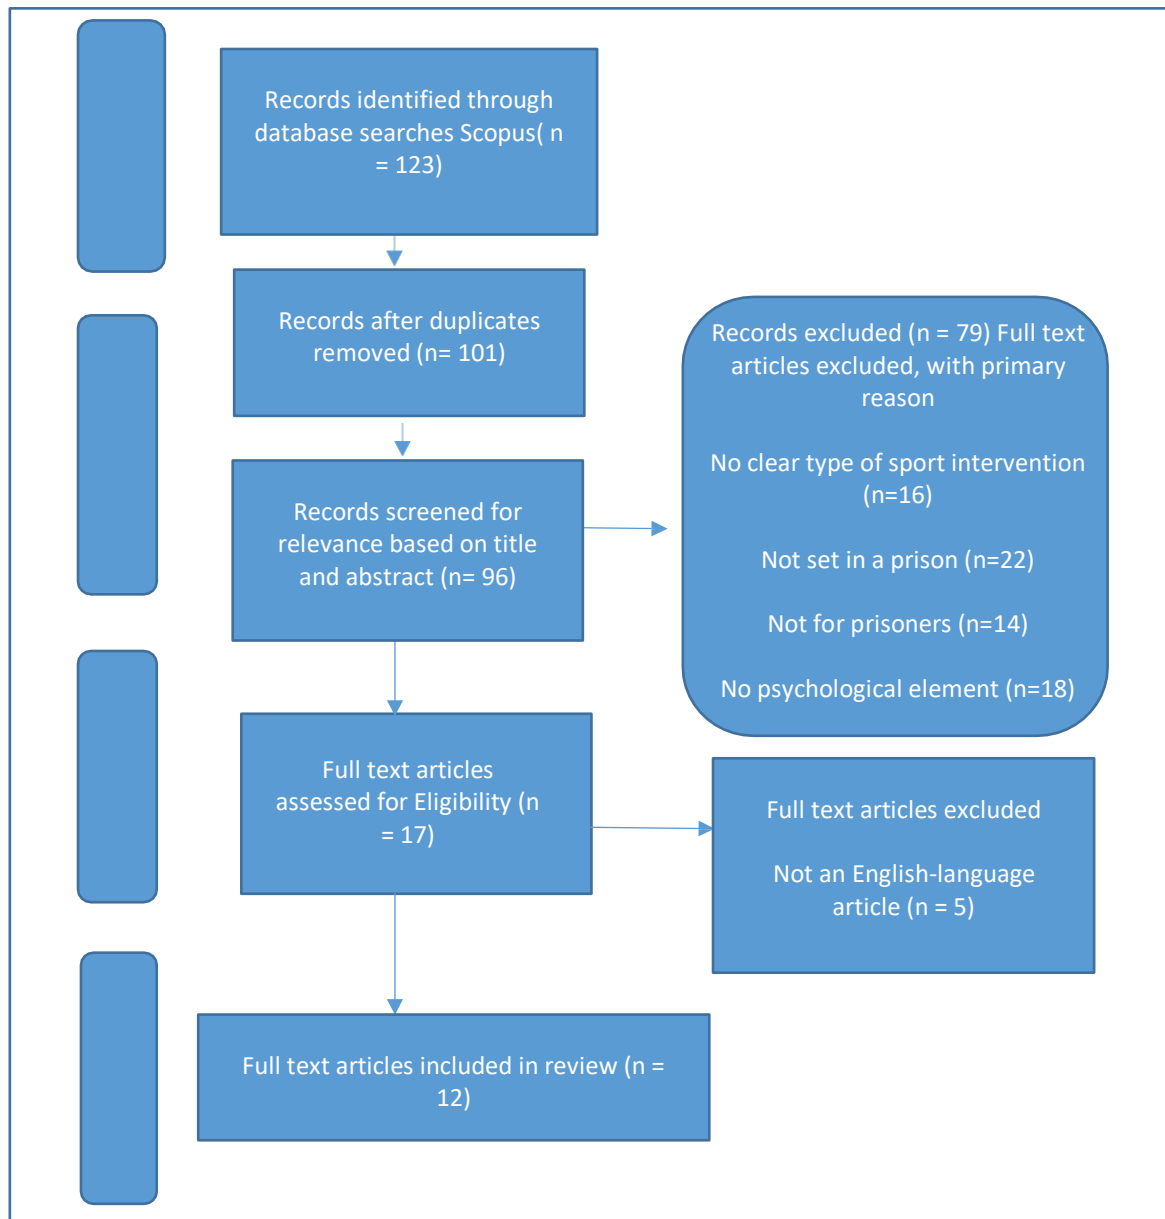 Records identified through
database searches Scopus( n
= 123)
Records after duplicates
removed (n= 101)
Records screened for
relevance based on title
and abstract (n= 96)
Records excluded (n = 79) Full text
articles excluded, with primary
reason
No clear type of sport intervention
(n=16)
Not set in a prison (n=22)
Not for prisoners (n=14)
No psychological element (n=18)
Full text articles
assessed for Eligibility (n
= 17)
Full text articles excluded
Not an English-language
article (n = 5)
Full text articles included in review (n =
12)